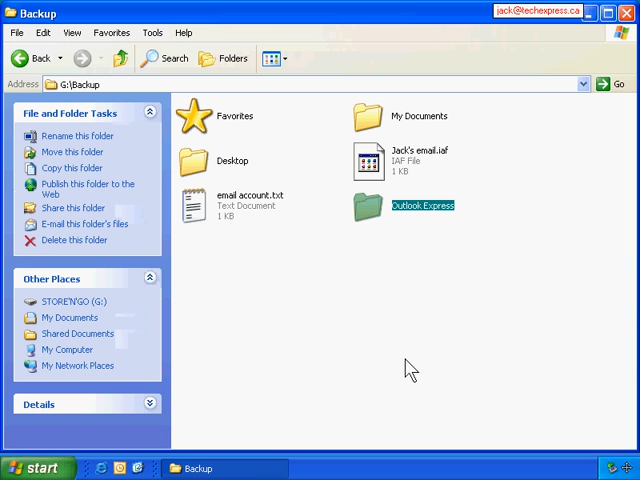 Backup
jack@techexpress.ca
File Edit View Favorites Tools Help
Back Search Folders
Address G:\Backup Go
File and Folder Tasks
Rename this folder
Move this folder
Copy this folder
Publish this folder to the
Web
Share this folder
E-mail this folder's files
Delete this folder
Other Places
STORE'N'GO (G:)
My Documents
Shared Documents
My Computer
My Network Places
Details
Favorites
My Documents
Desktop
Jack's email.iaf
IAF File
1 KB
email account.txt
Text Document
1 KB
Outlook Express
start
Backup